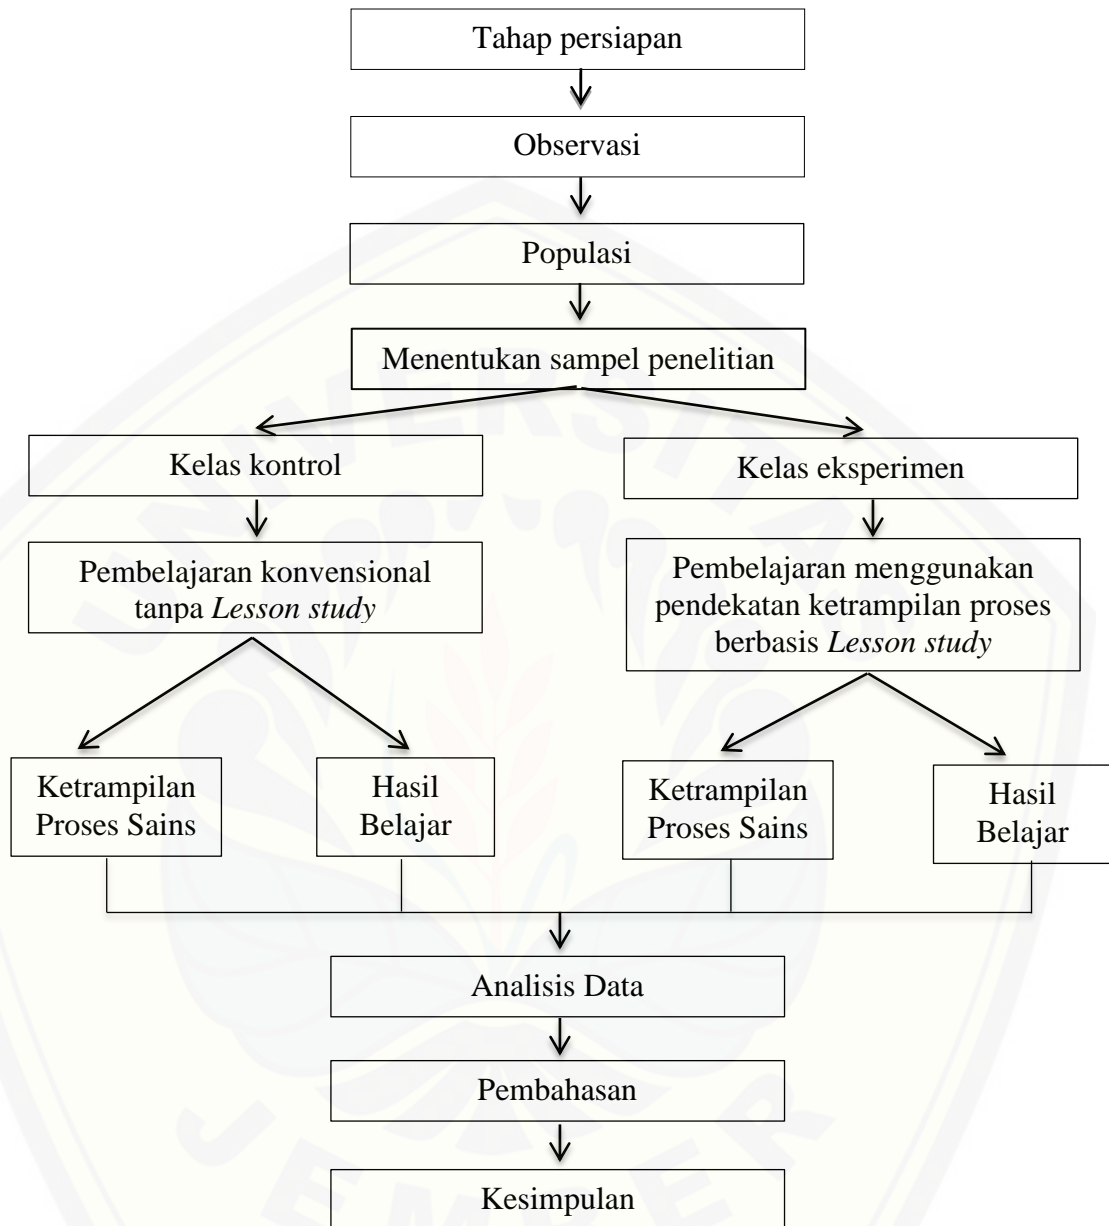 Tahap persiapan
Observasi
Populasi
Menentukan sampel penelitian
Kelas kontrol
Kelas eksperimen
Pembelajaran konvensional
tanpa Lesson study
Pembelajaran menggunakan
pendekatan ketrampilan proses
berbasis Lesson study
Ketrampilan
Proses Sains
Hasil
Belajar
Ketrampilan
Proses Sains
Hasil
Belajar
Analisis Data
Pembahasan
Kesimpulan
UNIVERSITAS
JEMBER